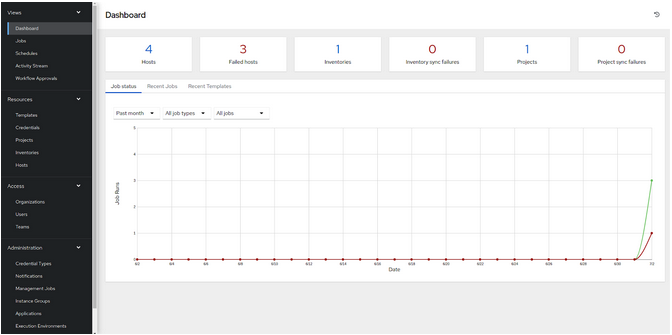 Views
Dashboard
Jobs
Schedules
Activity Stream
Workflow Approvals
Resources
Templates
Credentials
Projects
Inventories
Hosts
Access
Organizations
Users
Teams
Administration
Credential Types
Notifications
Management Jobs
Instance Groups
Applications
Execution Environments
Dashboard
4 3 1 0 1 0
Hosts Failed hosts Inventories Inventory sync failures Projects Project sync failures
Job status Recent Jobs Recent Templates
Past month All job types All jobs
5
4
3
2
1
0
Job Runs
6/2 6/4 6/6 6/8 6/10 6/12 6/14 6/16 6/18 6/20 6/22 6/24 6/26 6/28 6/30 7/2
Date